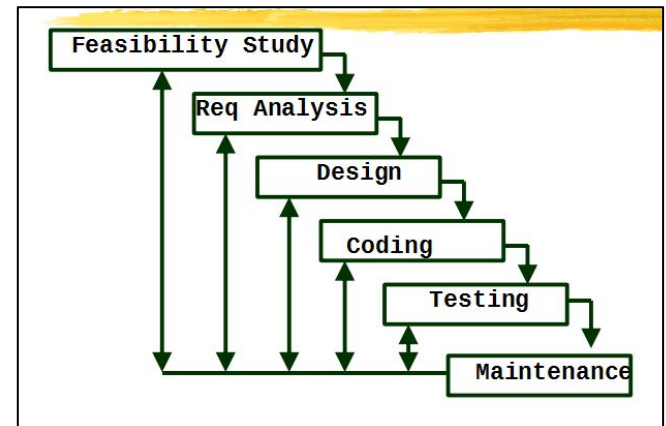 Feasibility Study
Req Analysis
Design
Coding
Testing
Maintenance